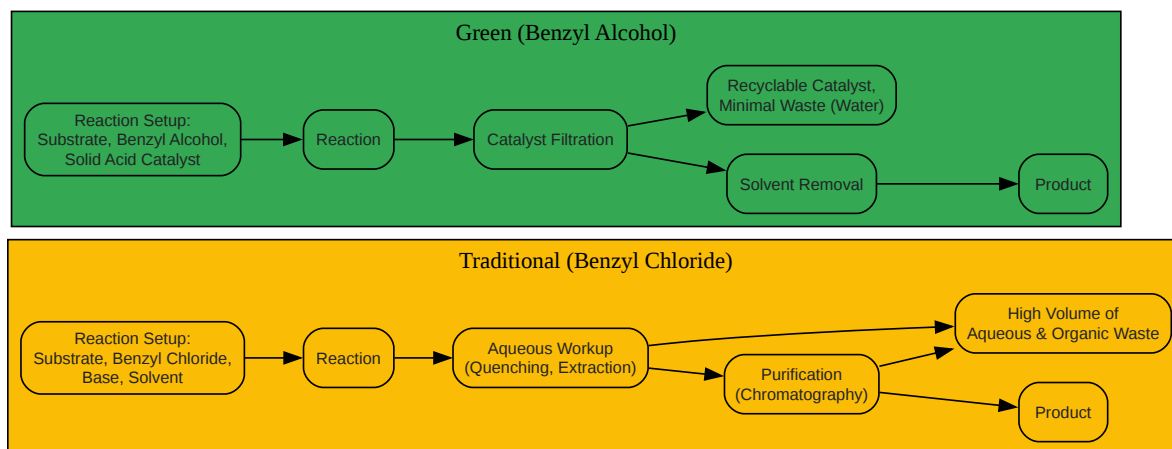 Green (Benzyl Alcohol)
Reaction Setup:
Substrate, Benzyl Alcohol,
Solid Acid Catalyst
Reaction
Catalyst Filtration
Recyclable Catalyst,
Minimal Waste (Water)
Solvent Removal
Product
Traditional (Benzyl Chloride)
Reaction Setup:
Substrate, Benzyl Chloride,
Base, Solvent
Reaction
Aqueous Workup
(Quenching, Extraction)
Purification
(Chromatography)
High Volume of
Aqueous & Organic Waste
Product